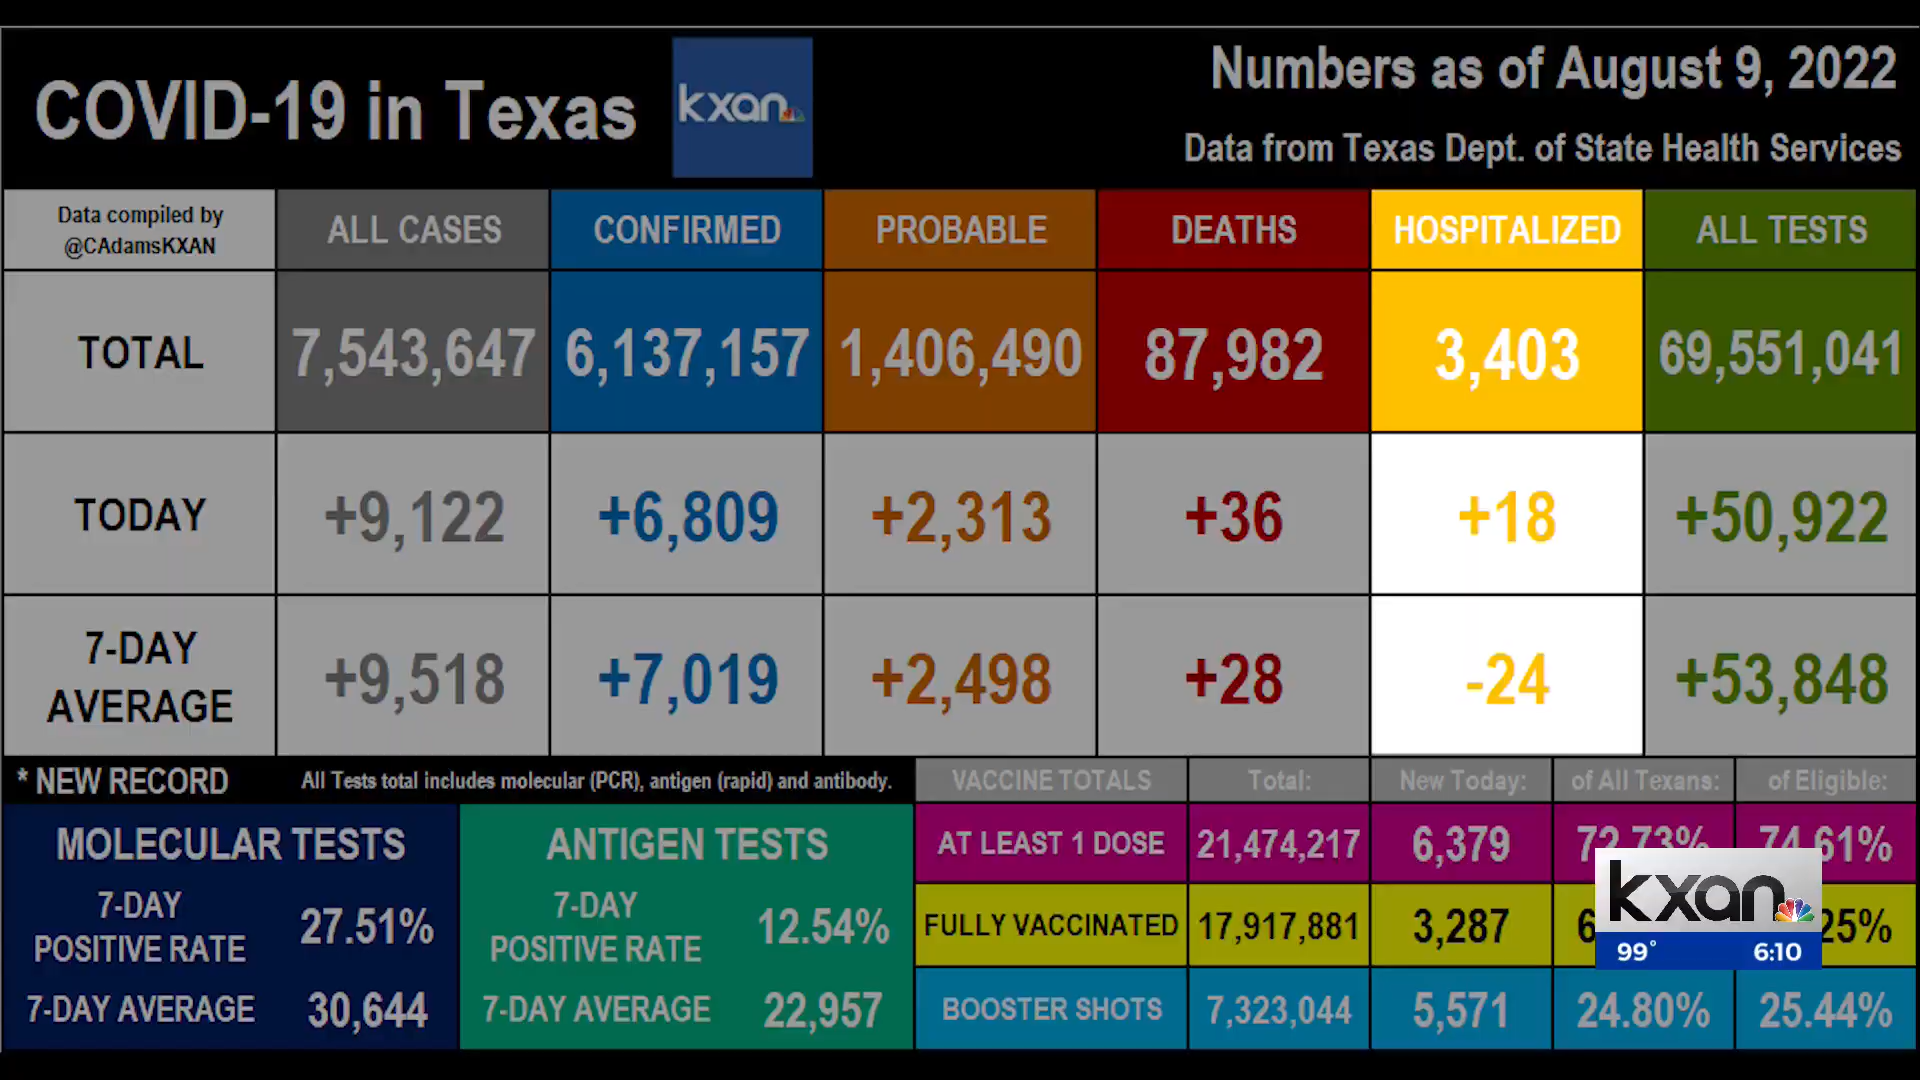 COVID-19 in Texas
kxan
Numbers as of August 9, 2022
Data from Texas Dept. of State Health Services
Data compiled by
@CAdamsKXAN
ALL CASES CONFIRMED PROBABLE DEATHS HOSPITALIZED ALL TESTS
TOTAL 7,543,647 6,137,157 1,406,490 87,982 3,403 69,551,041
TODAY +9,122 +6,809 +2,313 +36 +18 +50,922
7-DAY
AVERAGE +9,518 +7,019 +2,498 +28 -24 +53,848
* NEW RECORD All Tests total includes molecular (PCR), antigen (rapid) and antibody.
MOLECULAR TESTS
7-DAY
POSITIVE RATE 27.51%
7-DAY AVERAGE 30,644
ANTIGEN TESTS
7-DAY
POSITIVE RATE 12.54%
7-DAY AVERAGE 22,957
VACCINE TOTALS Total: New Today: of All Texans: of Eligible:
AT LEAST 1 DOSE 21,474,217 6,379 72.73% 74.61%
FULLY VACCINATED 17,917,881 3,287
BOOSTER SHOTS 7,323,044 5,571 24.80% 25.44%
kxan
99° 6:10